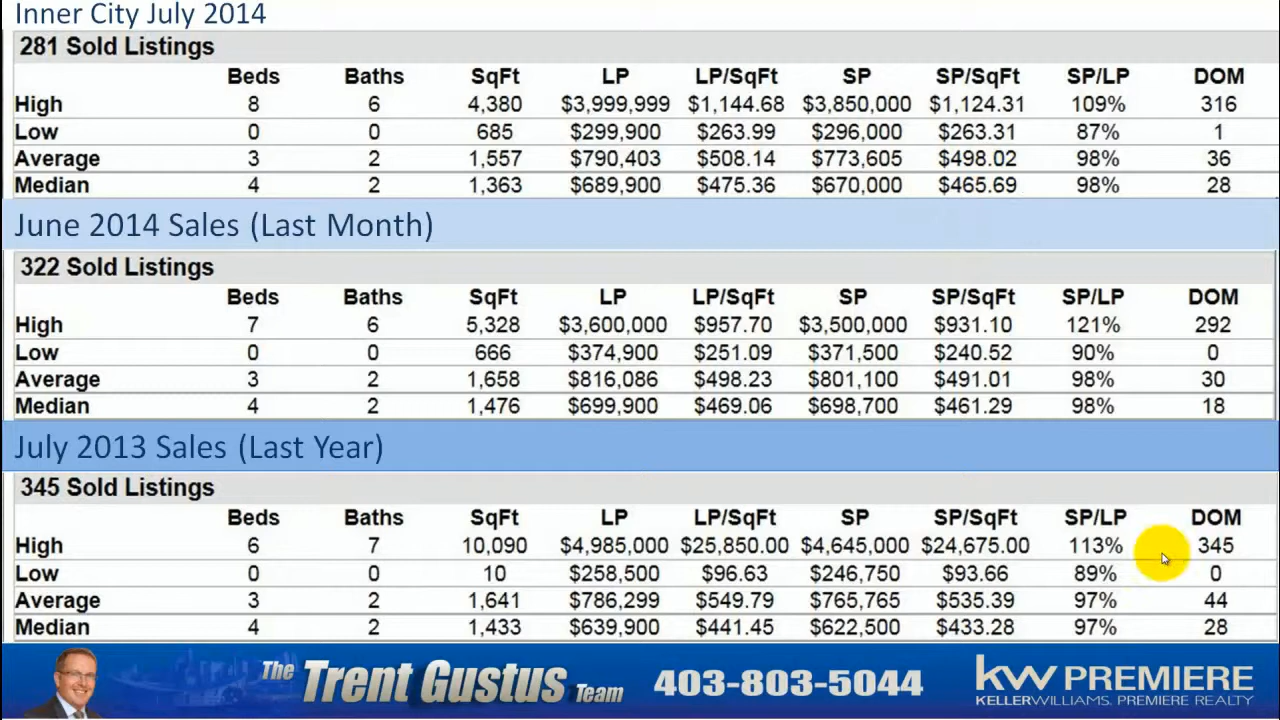 Inner City July 2014
281 Sold Listings
Beds Baths SqFt LP LP/SqFt SP SP/SqFt SP/LP DOM
High 8 6 4,380 $3,999,999 $1,144.68 $3,850,000 $1,124.31 109% 316
Low 0 0 685 $299,900 $263.99 $296,000 $263.31 87% 1
Average 3 2 1,557 $790,403 $508.14 $773,605 $498.02 98% 36
Median 4 2 1,363 $689,900 $475.36 $670,000 $465.69 98% 28
June 2014 Sales (Last Month)
322 Sold Listings
Beds Baths SqFt LP LP/SqFt SP SP/SqFt SP/LP DOM
High 7 6 5,328 $3,600,000 $957.70 $3,500,000 $931.10 121% 292
Low 0 0 666 $374,900 $251.09 $371,500 $240.52 90% 0
Average 3 2 1,658 $816,086 $498.23 $801,100 $491.01 98% 30
Median 4 2 1,476 $699,900 $469.06 $698,700 $461.29 98% 18
July 2013 Sales (Last Year)
345 Sold Listings
Beds Baths SqFt LP LP/SqFt SP SP/SqFt SP/LP DOM
High 6 7 10,090 $4,985,000 $25,850.00 $4,645,000 $24,675.00 113% 345
Low 0 0 10 $258,500 $96.63 $246,750 $93.66 89% 0
Average 3 2 1,641 $786,299 $549.79 $765,765 $535.39 97% 44
Median 4 2 1,433 $639,900 $441.45 $622,500 $433.28 97% 28
The Trent Gustus Team 403-803-5044 kw PREMIERE
KELLERWILLIAMS. PREMIERE REALTY